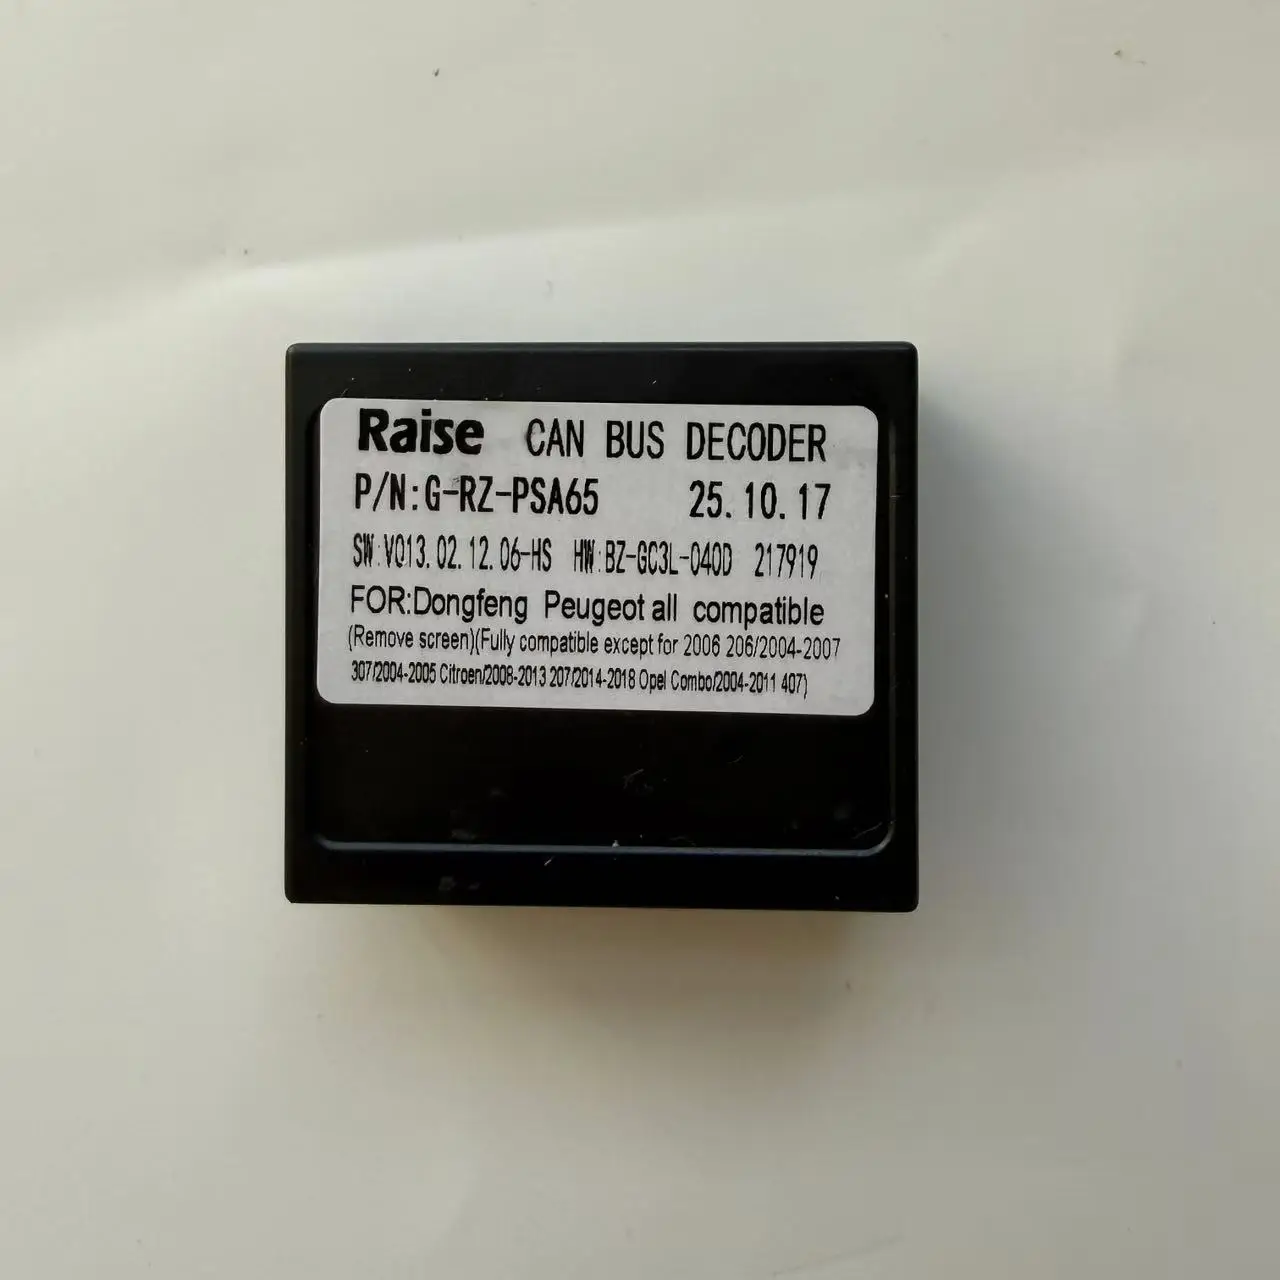 Raise CAN BUS DECODER
P/N:G-RZ-PSA65 25.10.17
SW:V013.02.12.06-HS HW:BZ-GC3L-040D 217919
FOR:Dongfeng Peugeot all compatible
(Remove screen)(Fully compatible except for 2006 206/2004-2007
307/2004-2005 Citroen/2008-2013 207/2014-2018 Opel Combo/2004-2011 407)